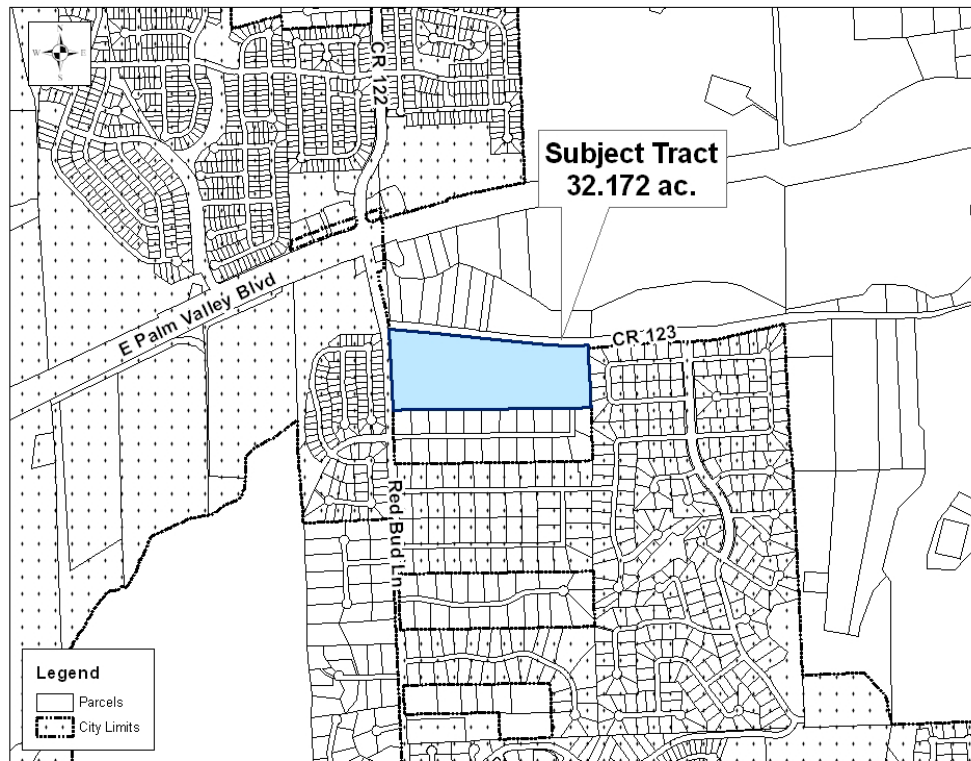 N
W E
S
CR 122
Subject Tract
32.172 ac.
E Palm Valley Blvd
CR 123
Red Bud Ln
Legend
Parcels
City Limits